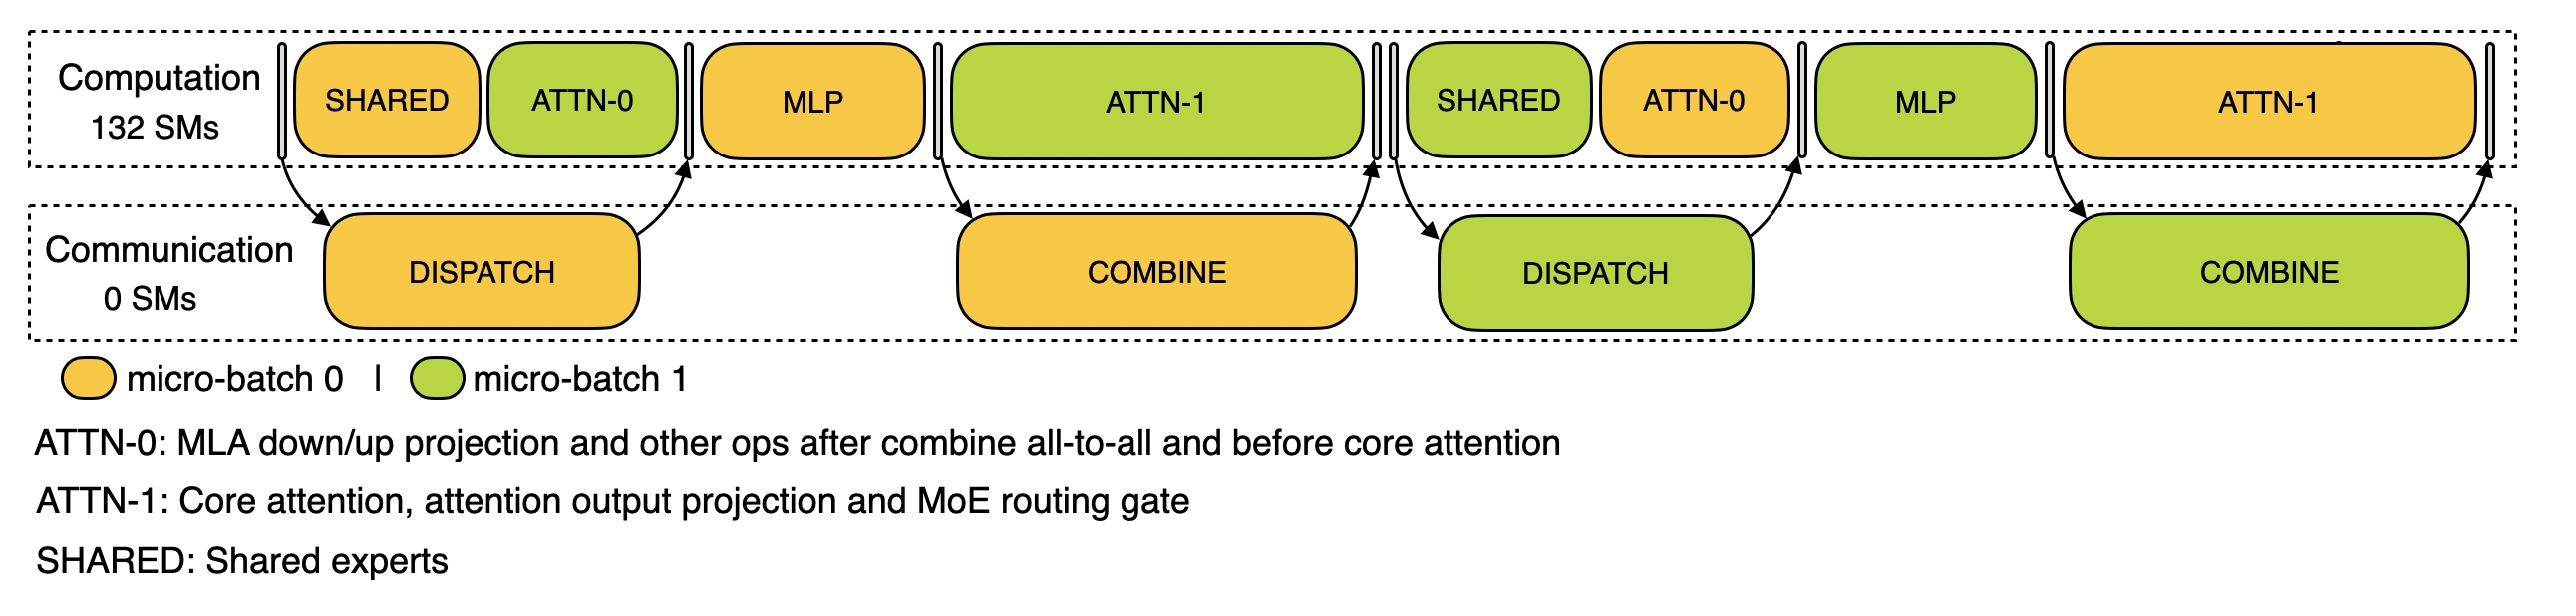 Computation
132 SMs
SHARED
ATTN-0
MLP
ATTN-1
SHARED
ATTN-0
MLP
ATTN-1
Communication
0 SMs
DISPATCH
COMBINE
DISPATCH
COMBINE
micro-batch 0 | micro-batch 1
ATTN-0: MLA down/up projection and other ops after combine all-to-all and before core attention
ATTN-1: Core attention, attention output projection and MoE routing gate
SHARED: Shared experts